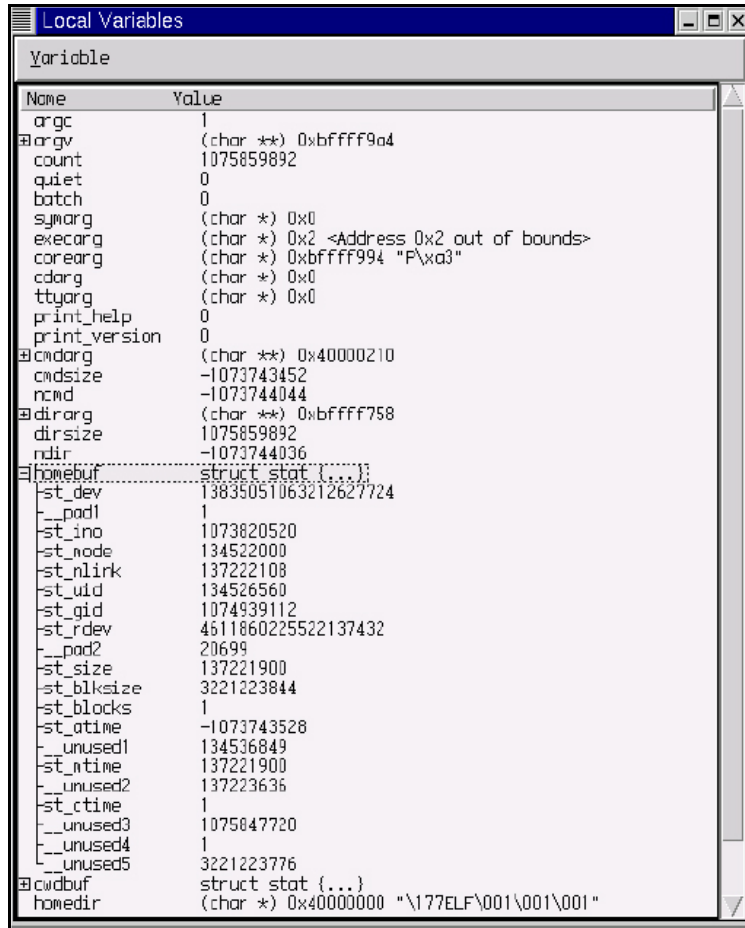 Local Variables
Variable
Name Value
argc 1
argv (char **) 0xbffff9a4
count 1075859892
quiet 0
batch 0
symarg (char *) 0x0
execarg (char *) 0x2 <Address 0x2 out of bounds>
corearg (char *) 0xbffff994 "P\xa3"
cdarg (char *) 0x0
ttyarg (char *) 0x0
print_help 0
print_version 0
cmdarg (char **) 0x40000210
cmdsize -1073743452
ncmd -1073744044
dirarg (char **) 0xbffff758
dirsize 1075859892
ndir -1073744036
homebuf struct stat {...}
st_dev 13835051063212627724
__pad1 1
st_ino 1073820520
st_mode 134522000
st_nlink 137222108
st_uid 134526560
st_gid 1074939112
st_rdev 4611860225522137432
__pad2 20699
st_size 137221900
st_blksize 3221223844
st_blocks 1
st_atime -1073743528
__unused1 134536849
st_mtime 137221900
__unused2 137223636
st_ctime 1
__unused3 1075847720
__unused4 1
__unused5 3221223776
cwdbuf struct stat {...}
homedir (char *) 0x40000000 "\177ELF\001\001\001"